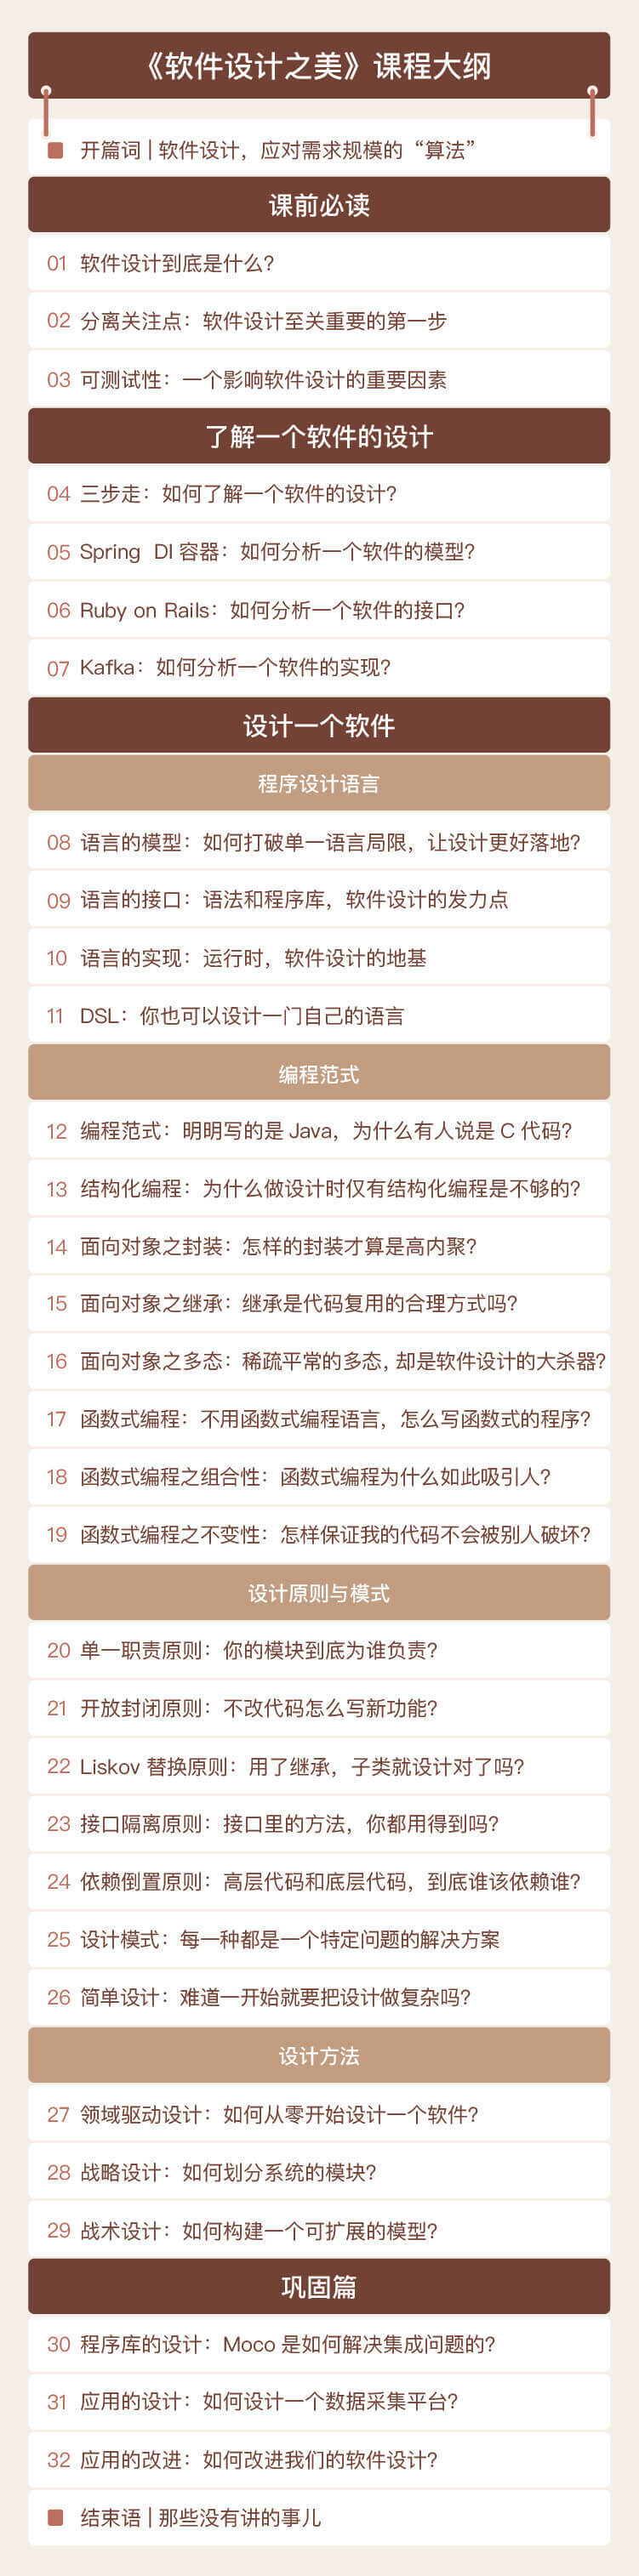 《软件设计之美》课程大纲
开篇词 | 软件设计，应对需求规模的“算法”
课前必读
01 软件设计到底是什么？
02 分离关注点：软件设计至关重要的第一步
03 可测试性：一个影响软件设计的重要因素
了解一个软件的设计
04 三步走：如何了解一个软件的设计？
05 Spring DI 容器：如何分析一个软件的模型？
06 Ruby on Rails：如何分析一个软件的接口？
07 Kafka：如何分析一个软件的实现？
设计一个软件
程序设计语言
08 语言的模型：如何打破单一语言局限，让设计更好落地？
09 语言的接口：语法和程序库，软件设计的发力点
10 语言的实现：运行时，软件设计的地基
11 DSL：你也可以设计一门自己的语言
编程范式
12 编程范式：明明写的是 Java，为什么有人说是 C 代码？
13 结构化编程：为什么做设计时仅有结构化编程是不够的？
14 面向对象之封装：怎样的封装才算是高内聚？
15 面向对象之继承：继承是代码复用的合理方式吗？
16 面向对象之多态：稀疏平常的多态，却是软件设计的大杀器？
17 函数式编程：不用函数式编程语言，怎么写函数式的程序？
18 函数式编程之组合性：函数式编程为什么如此吸引人？
19 函数式编程之不变性：怎样保证我的代码不会被别人破坏？
设计原则与模式
20 单一职责原则：你的模块到底为谁负责？
21 开放封闭原则：不改代码怎么写新功能？
22 Liskov 替换原则：用了继承，子类就设计对了吗？
23 接口隔离原则：接口里的方法，你都用得到吗？
24 依赖倒置原则：高层代码和底层代码，到底谁该依赖谁？
25 设计模式：每一种都是一个特定问题的解决方案
26 简单设计：难道一开始就要把设计做复杂吗？
设计方法
27 领域驱动设计：如何从零开始设计一个软件？
28 战略设计：如何划分系统的模块？
29 战术设计：如何构建一个可扩展的模型？
巩固篇
30 程序库的设计：Moco 是如何解决集成问题的？
31 应用的设计：如何设计一个数据采集平台？
32 应用的改进：如何改进我们的软件设计？
结束语 | 那些没有讲的事儿